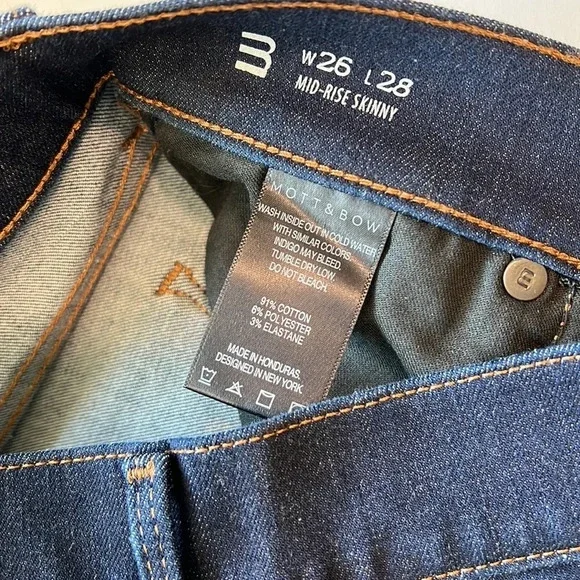 W26 L28
MID-RISE SKINNY
MOTT & BOW
WASH INSIDE OUT IN COLD WATER
WITH SIMILAR COLORS.
INDIGO MAY BLEED.
TUMBLE DRY LOW.
DO NOT BLEACH.
91% COTTON
6% POLYESTER
3% ELASTANE
MADE IN HONDURAS.
DESIGNED IN NEW YORK.